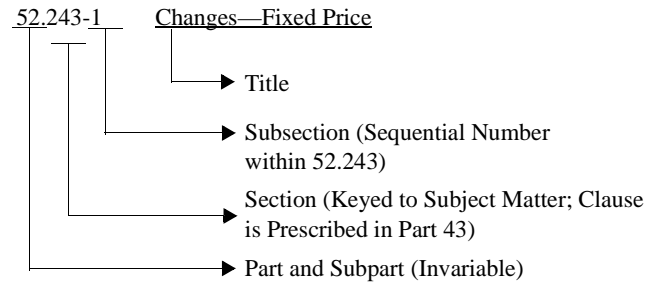 52.243-1 Changes—Fixed Price
Title
Subsection (Sequential Number
within 52.243)
Section (Keyed to Subject Matter; Clause
is Prescribed in Part 43)
Part and Subpart (Invariable)